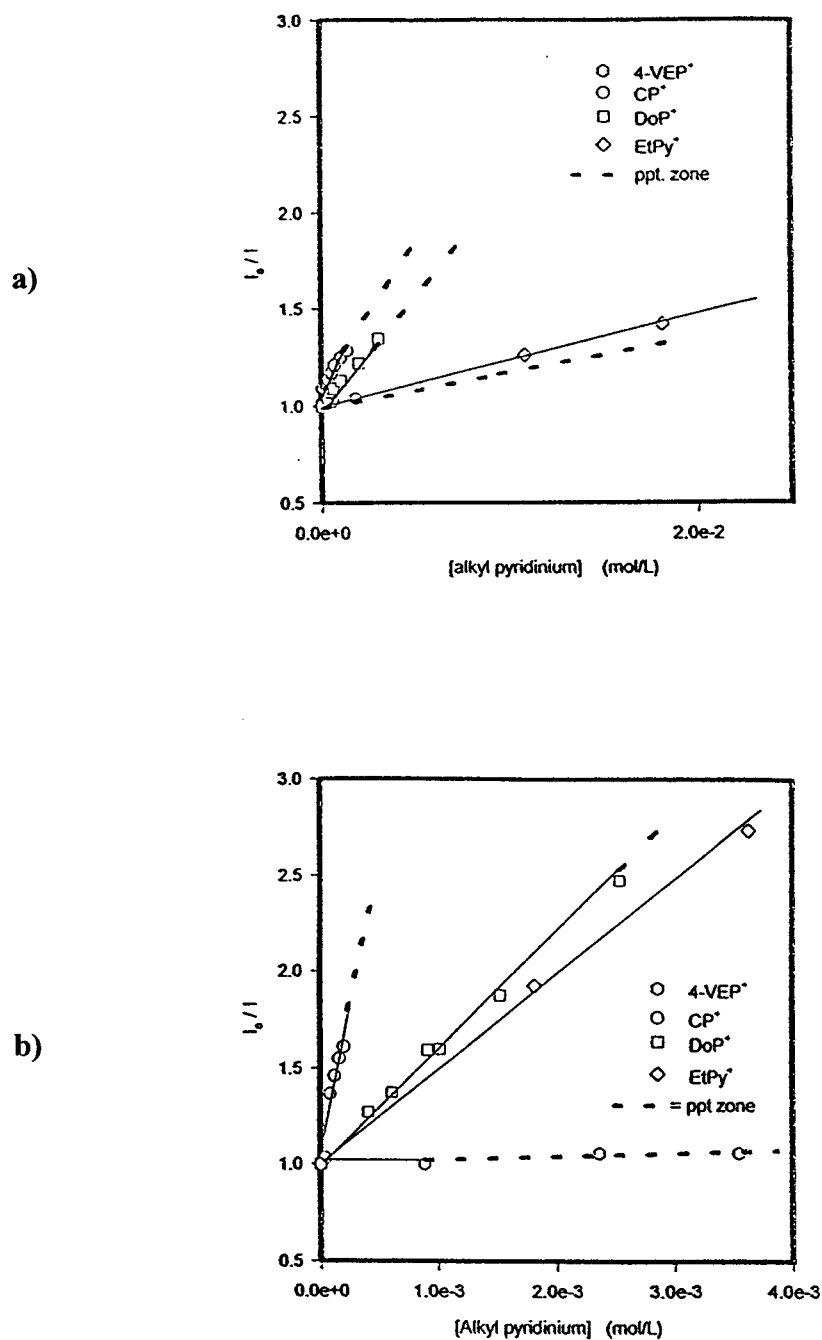 a)
3.0
2.5
2.0
1.5
1.0
0.5
I₀ / I
4-VEP⁺
CP⁺
DoP⁺
EtPy⁺
ppt. zone
0.0e+0
2.0e-2
[alkyl pyridinium] (mol/L)
b)
3.0
2.5
2.0
1.5
1.0
0.5
I₀ / I
4-VEP⁺
CP⁺
DoP⁺
EtPy⁺
= ppt zone
0.0e+0
1.0e-3
2.0e-3
3.0e-3
4.0e-3
[Alkyl pyridinium] (mol/L)